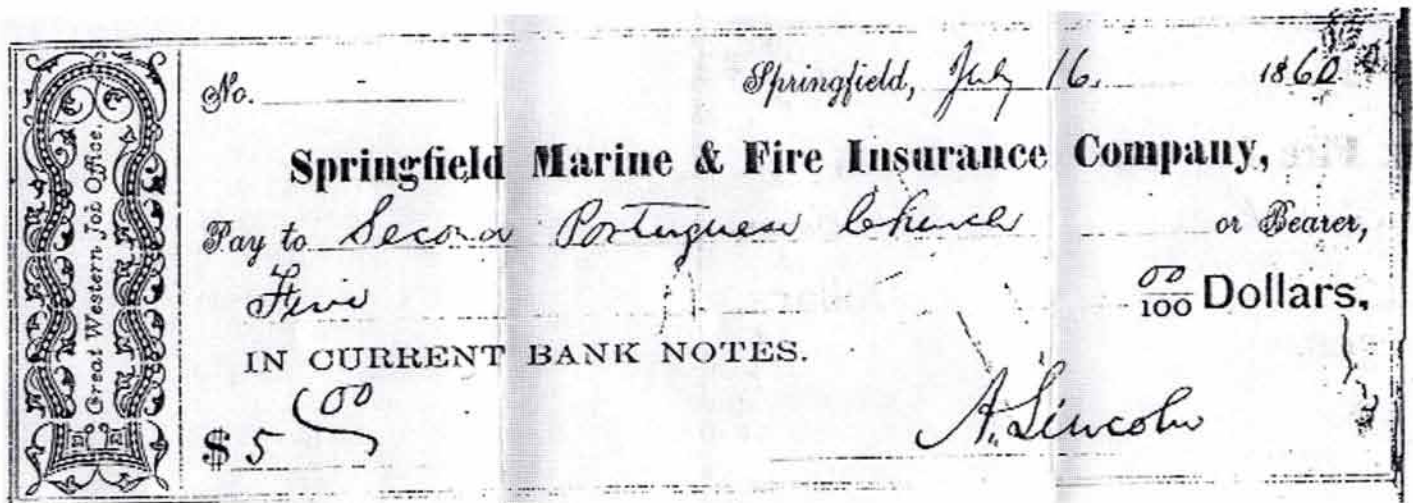 Great Western Job Office.
No. - Springfield, July 16. 1860
Springfield Marine & Fire Insurance Company,
Pay to Second Portuguese Church or Bearer,
Five 00/100 Dollars,
IN CURRENT BANK NOTES.
$ 5 00
A. Lincoln